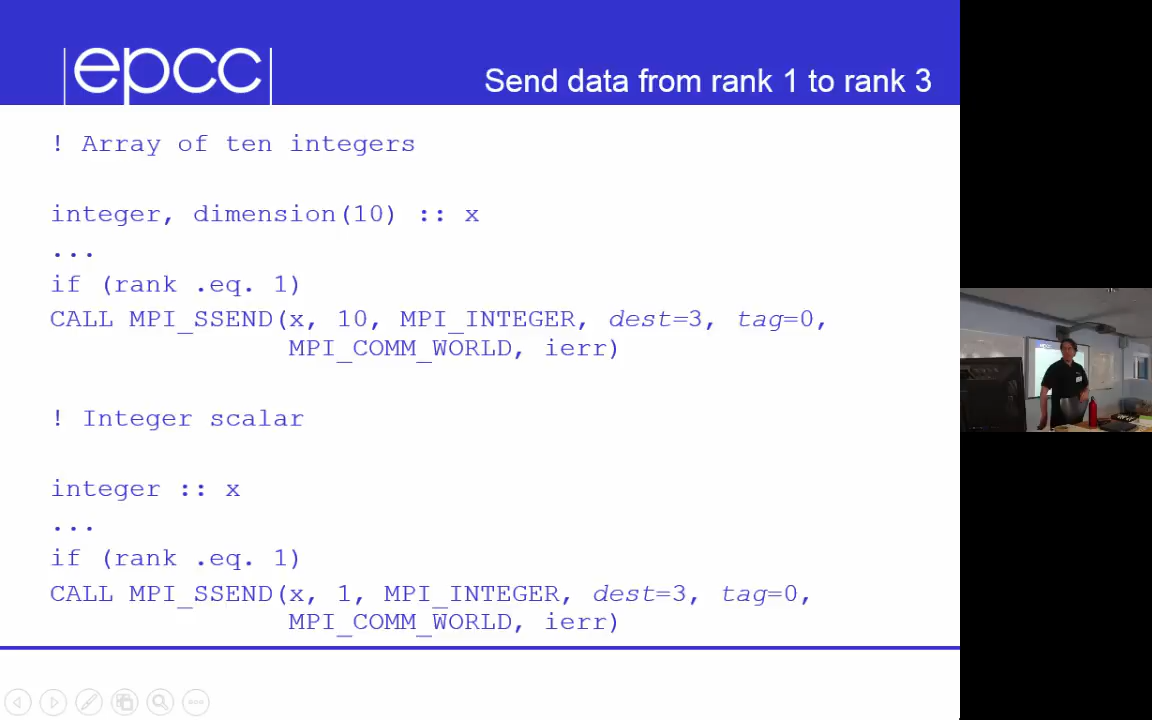 |epcc|
Send data from rank 1 to rank 3
! Array of ten integers
integer, dimension(10) :: x
...
if (rank .eq. 1)
CALL MPI_SSEND(x, 10, MPI_INTEGER, dest=3, tag=0,
MPI_COMM_WORLD, ierr)
! Integer scalar
integer :: x
...
if (rank .eq. 1)
CALL MPI_SSEND(x, 1, MPI_INTEGER, dest=3, tag=0,
MPI_COMM_WORLD, ierr)